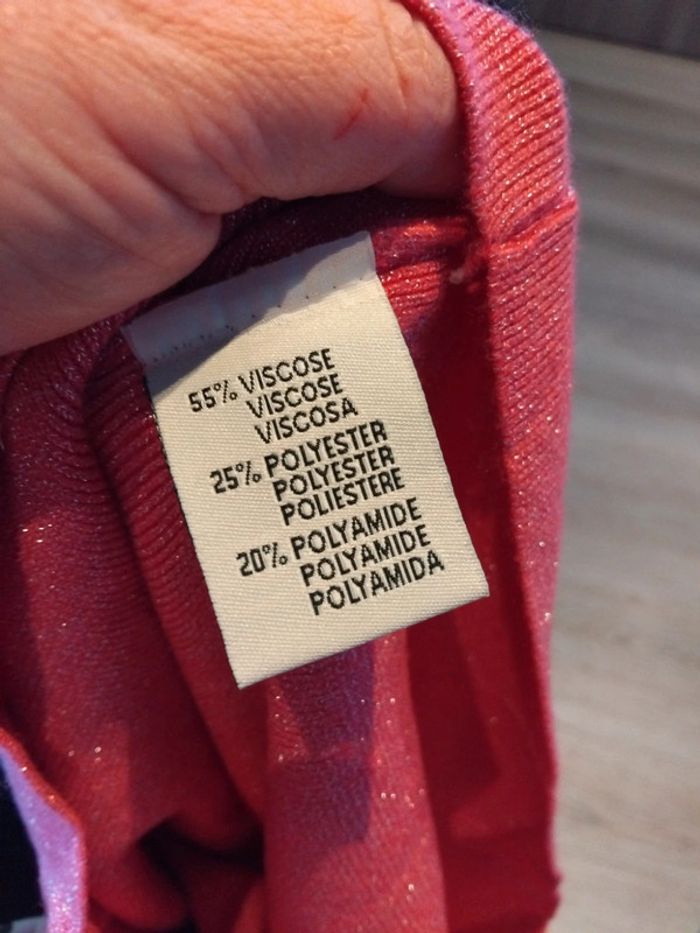 55% VISCOSE
VISCOSE
VISCOSA
25% POLYESTER
POLYESTER
POLIESTERE
20% POLYAMIDE
POLYAMIDE
POLYAMIDA